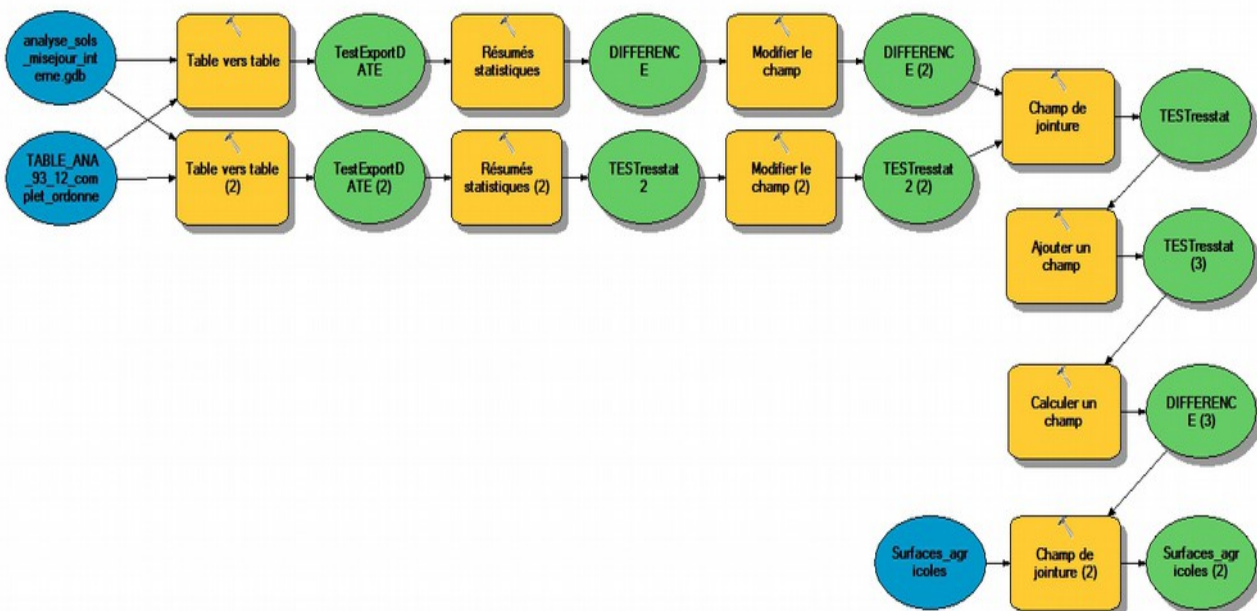 analyse_sols
_misejour_int
erne.gdb
Table vers table
TestExportD
ATE
Résumés
statistiques
DIFFERENC
E
Modifier le
champ
DIFFERENC
E (2)
Champ de
jointure
TESTresstat
TABLE_ANA
_93_12_com
plet_ordonne
Table vers table
(2)
TestExportD
ATE (2)
Résumés
statistiques (2)
TESTresstat
2
Modifier le
champ (2)
TESTresstat
2 (2)
Ajouter un
champ
TESTresstat
(3)
Calculer un
champ
DIFFERENC
E (3)
Surfaces_agr
icoles
Champ de
jointure (2)
Surfaces_agr
icoles (2)